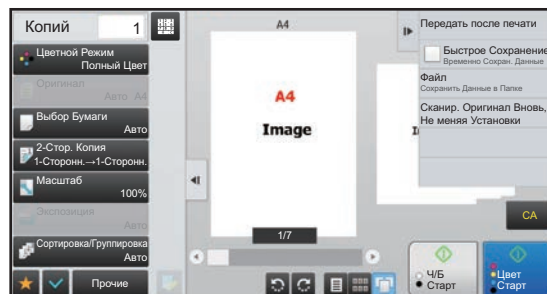 Копий 1
Цветной Режим
Полный Цвет
Оригинал
Авто A4
Выбор Бумаги
Авто
2-Стор. Копия
1-Сторонн.→1-Сторонн.
Масштаб
100%
Экспозиция
Авто
Сортировка/Группировка
Авто
Прочие
A4
A4
Image
1/7
Передать после печати
Быстрое Сохранение
Временно Сохран. Данные
Файл
Сохранить Данные в Папке
Сканир. Оригинал Вновь,
Не меняя Установки
CA
Ч/Б
Старт
Цвет
Старт